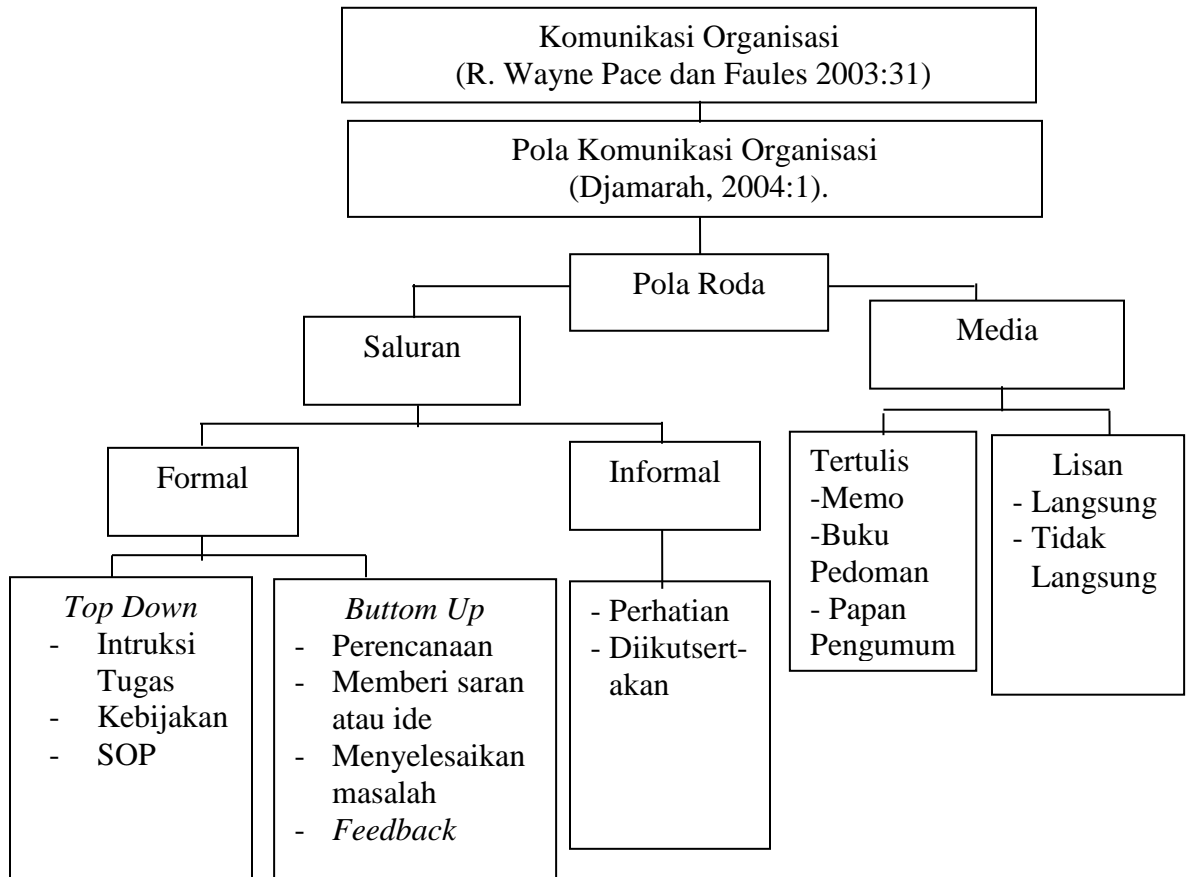 Komunikasi Organisasi
(R. Wayne Pace dan Faules 2003:31)
Pola Komunikasi Organisasi
(Djamarah, 2004:1).
Pola Roda
Saluran
Media
Formal
Informal
Tertulis
-Memo
-Buku
Pedoman
- Papan
Pengumum
Lisan
- Langsung
- Tidak
Langsung
Top Down
- Intruksi
Tugas
- Kebijakan
- SOP
Buttom Up
- Perencanaan
- Memberi saran
atau ide
- Menyelesaikan
masalah
- Feedback
- Perhatian
- Diikutsert-
akan